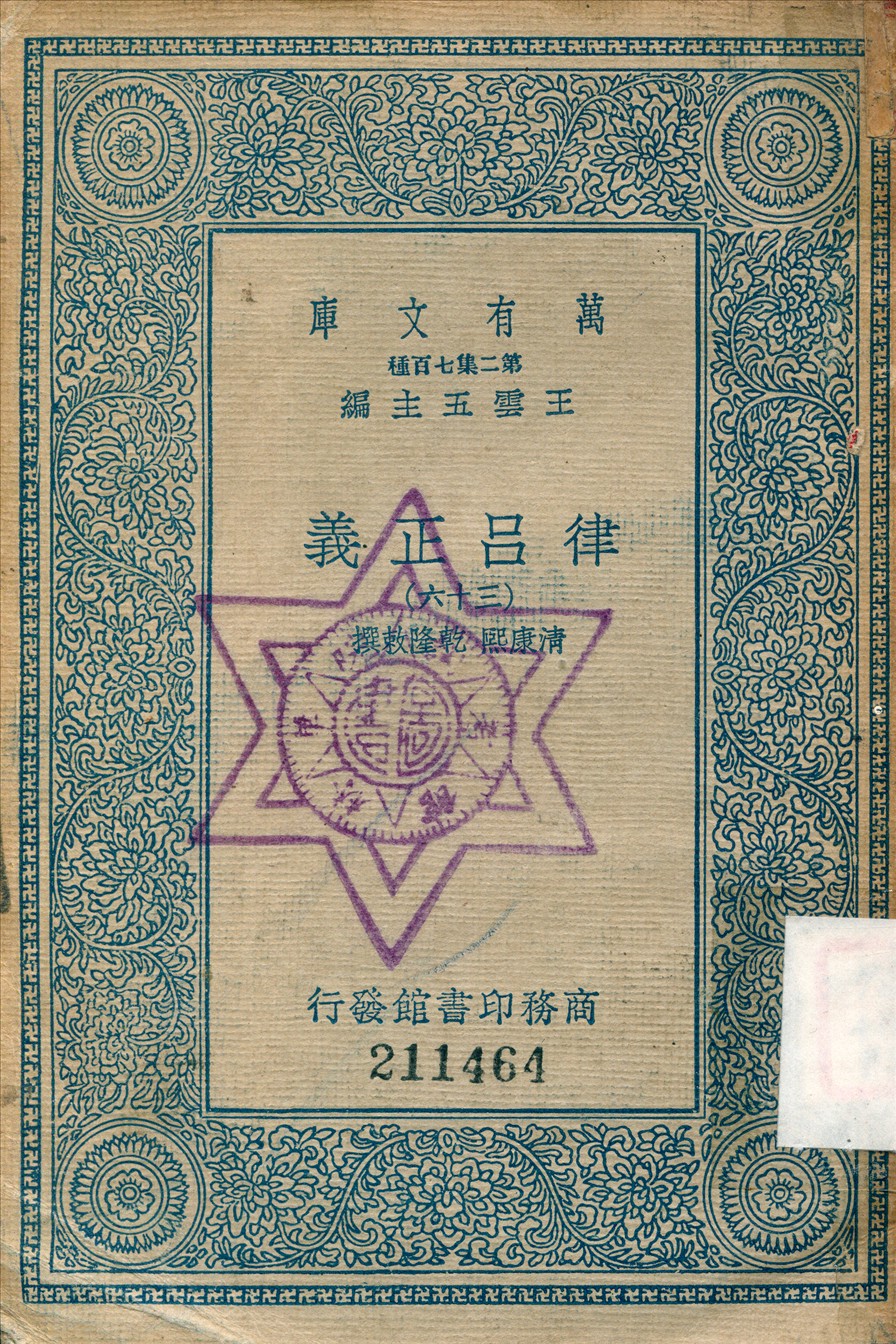 萬有文庫
第二集七百種
王雲五主編
律呂正義
(三十六)
清康熙 乾隆敕撰
商務印書館發行
211464